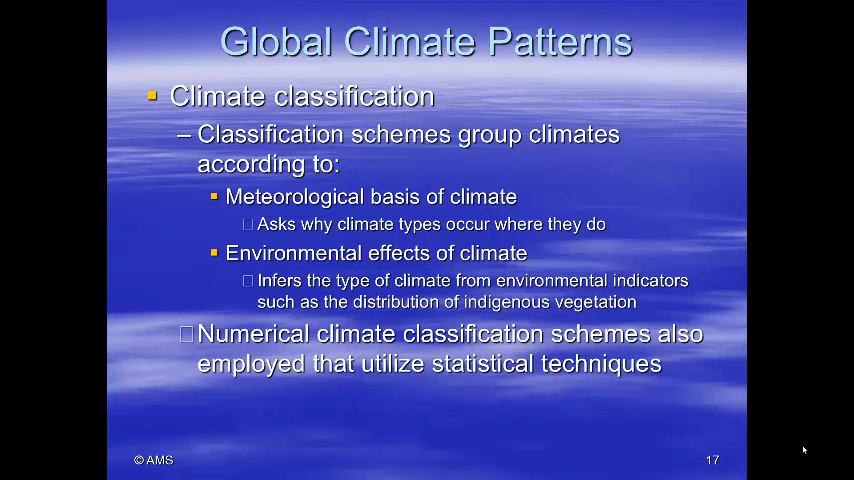 Global Climate Patterns
Climate classification
– Classification schemes group climates
according to:
Meteorological basis of climate
Asks why climate types occur where they do
Environmental effects of climate
Infers the type of climate from environmental indicators
such as the distribution of indigenous vegetation
Numerical climate classification schemes also
employed that utilize statistical techniques
© AMS
17